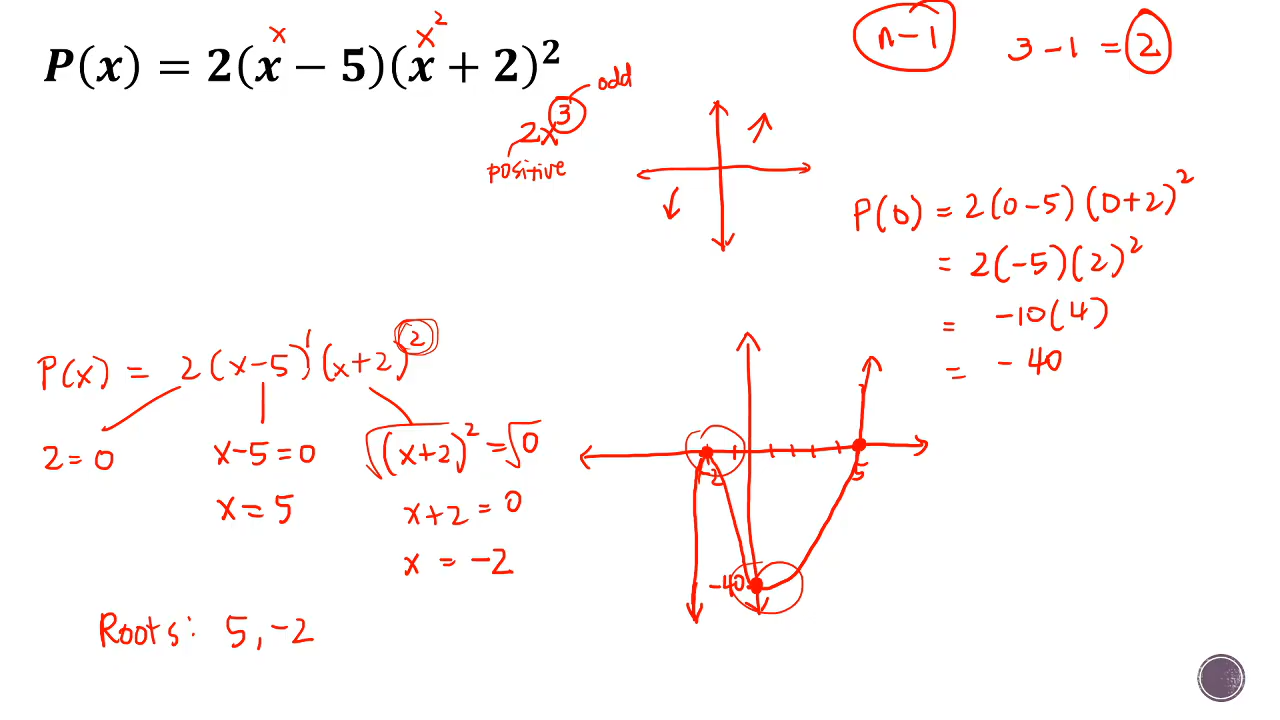 P(x) = 2(x − 5)(x + 2)²
x
x²
2x³
odd
positive
n-1
3-1 = 2
P(0) = 2(0-5)(0+2)²
= 2(-5)(2)²
= -10(4)
= -40
P(x) = 2(x-5)¹(x+2)²
2=0
x-5=0
√(x+2)² = √0
x=5
x+2=0
x = -2
Roots: 5, -2
-2
5
-40